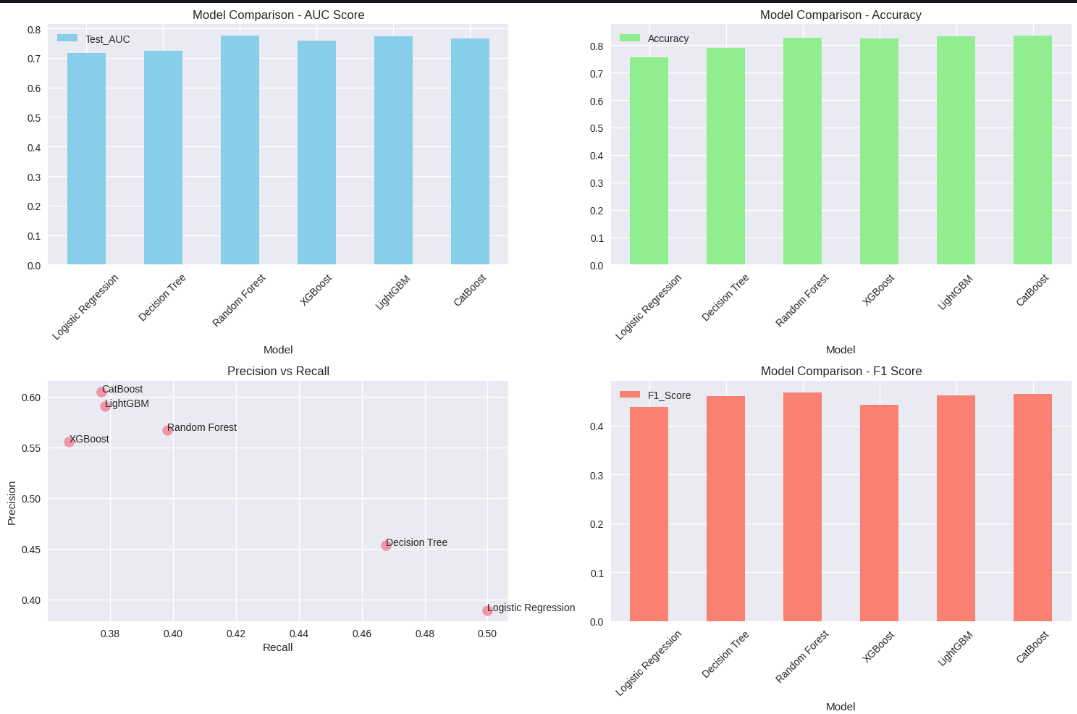 Model Comparison - AUC Score
Test_AUC
0.8
0.7
0.6
0.5
0.4
0.3
0.2
0.1
0.0
Logistic Regression
Decision Tree
Random Forest
XGBoost
LightGBM
CatBoost
Model
Model Comparison - Accuracy
Accuracy
0.8
0.7
0.6
0.5
0.4
0.3
0.2
0.1
0.0
Logistic Regression
Decision Tree
Random Forest
XGBoost
LightGBM
CatBoost
Model
Precision vs Recall
Precision
0.60
0.55
0.50
0.45
0.40
CatBoost
LightGBM
Random Forest
XGBoost
Decision Tree
Logistic Regression
0.38
0.40
0.42
0.44
0.46
0.48
0.50
Recall
Model Comparison - F1 Score
F1_Score
0.4
0.3
0.2
0.1
0.0
Logistic Regression
Decision Tree
Random Forest
XGBoost
LightGBM
CatBoost
Model